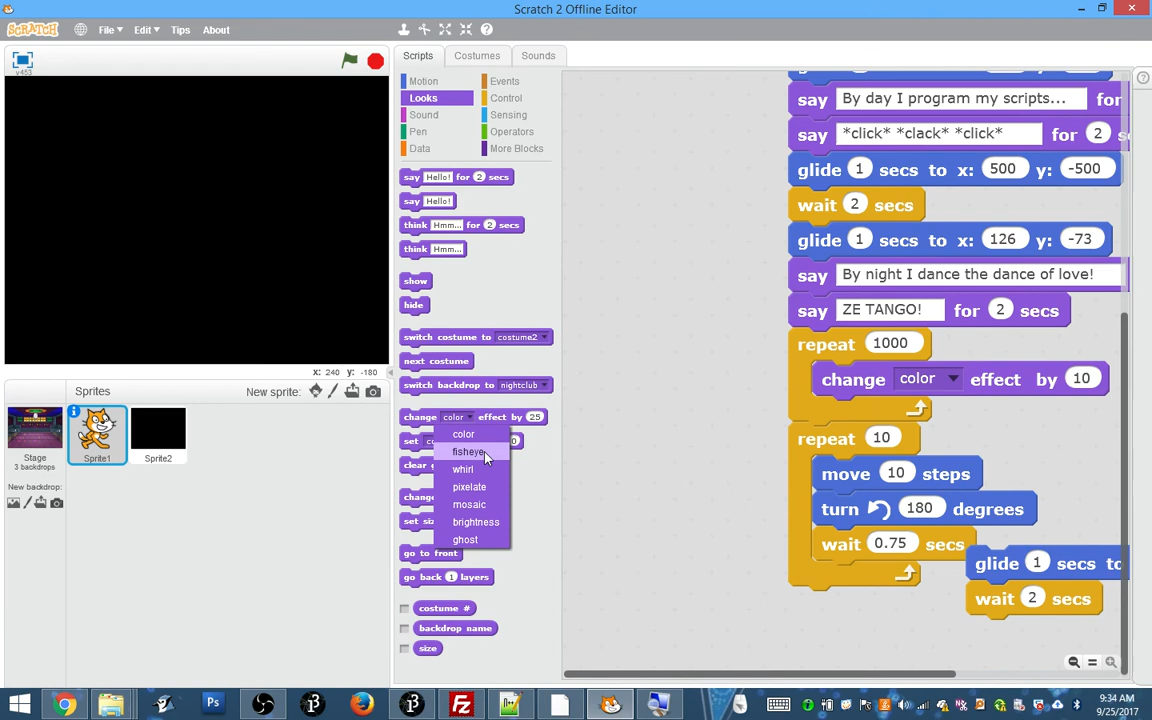 Scratch 2 Offline Editor
SCRATCH File Edit Tips About
v453
Scripts Costumes Sounds
Motion Events
Looks Control
Sound Sensing
Pen Operators
Data More Blocks
say Hello! for 2 secs
say Hello!
think Hmm... for 2 secs
think Hmm...
show
hide
switch costume to costume2
next costume
switch backdrop to nightclub
change color effect by 25
color
fisheye
whirl
pixelate
mosaic
brightness
ghost
set
clear
change
set
go to front
go back 1 layers
costume #
backdrop name
size
say By day I program my scripts... for
say *click* *clack* *click* for 2
glide 1 secs to x: 500 y: -500
wait 2 secs
glide 1 secs to x: 126 y: -73
say By night I dance the dance of love!
say ZE TANGO! for 2 secs
repeat 1000
change color effect by 10
repeat 10
move 10 steps
turn 180 degrees
wait 0.75 secs
glide 1 secs to
wait 2 secs
x: 240 y: -180
Sprites New sprite:
Stage
3 backdrops
New backdrop:
Sprite1
Sprite2
9:34 AM
9/25/2017